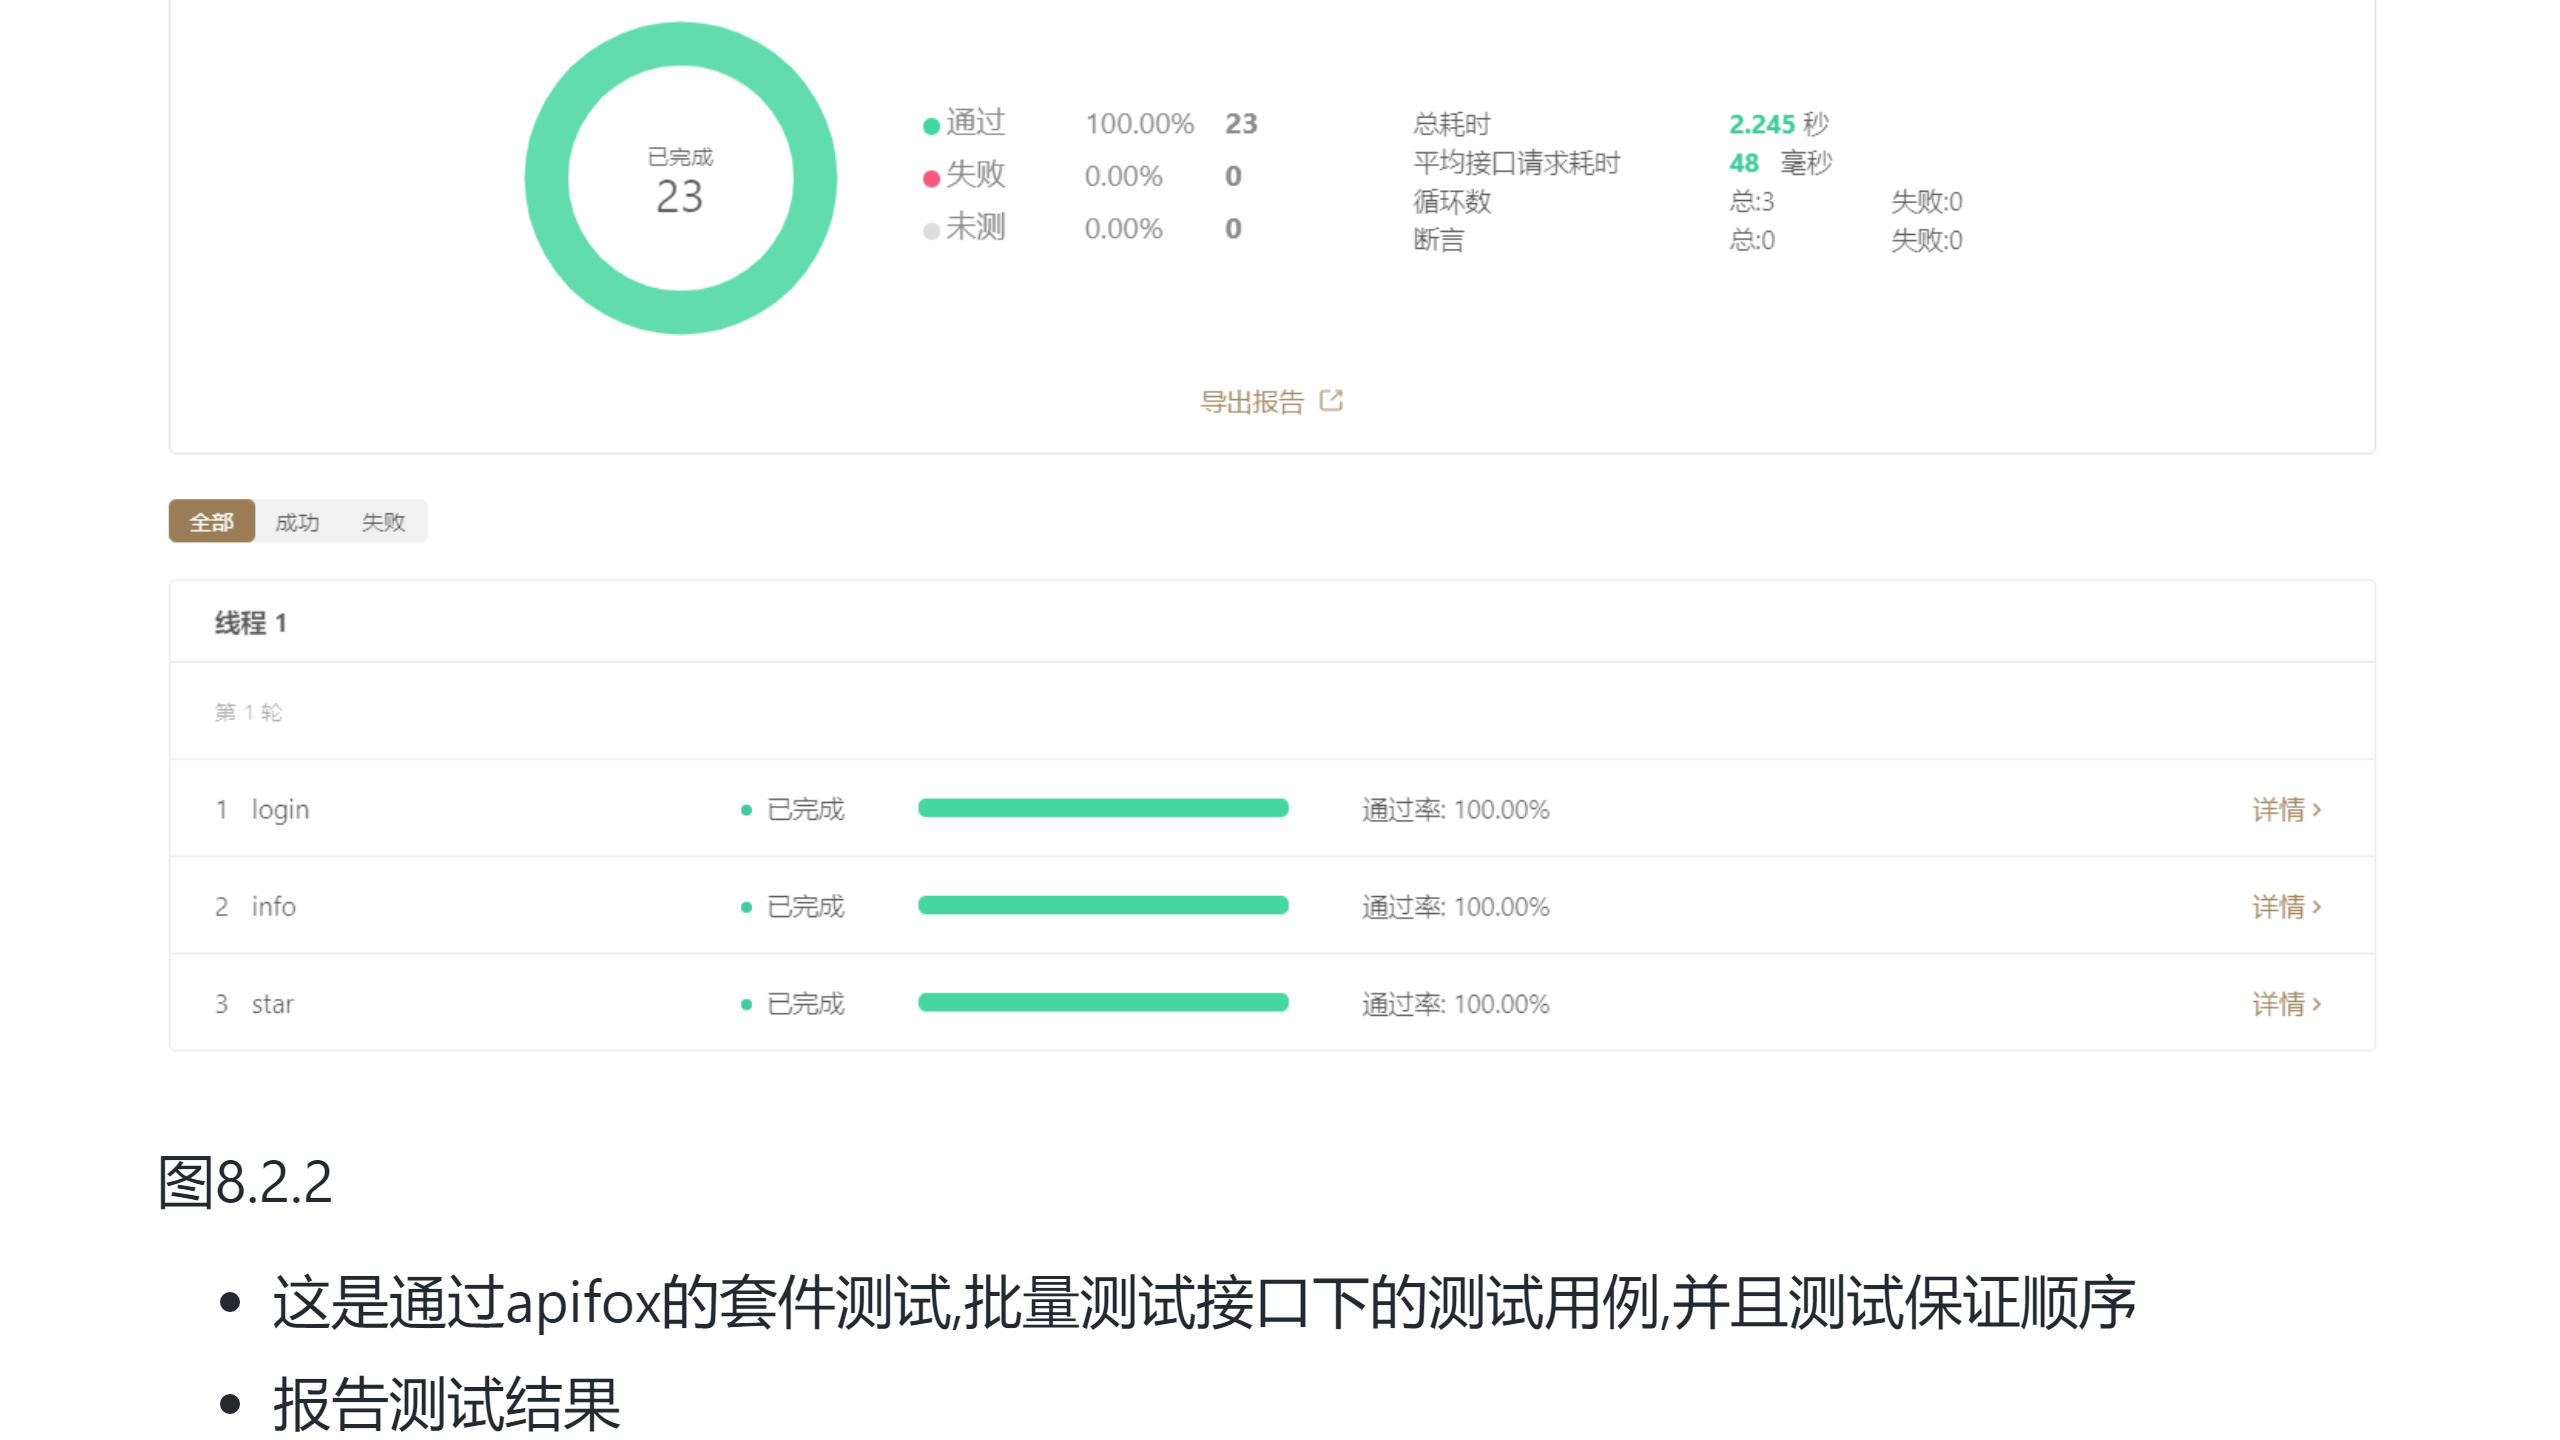 已完成
23
通过 100.00% 23
失败 0.00% 0
未测 0.00% 0
总耗时 2.245 秒
平均接口请求耗时 48 毫秒
循环数 总:3 失败:0
断言 总:0 失败:0
导出报告
全部 成功 失败
线程 1
第 1 轮
1 login 已完成 通过率: 100.00% 详情 >
2 info 已完成 通过率: 100.00% 详情 >
3 star 已完成 通过率: 100.00% 详情 >
图8.2.2
• 这是通过apifox的套件测试,批量测试接口下的测试用例,并且测试保证顺序
• 报告测试结果